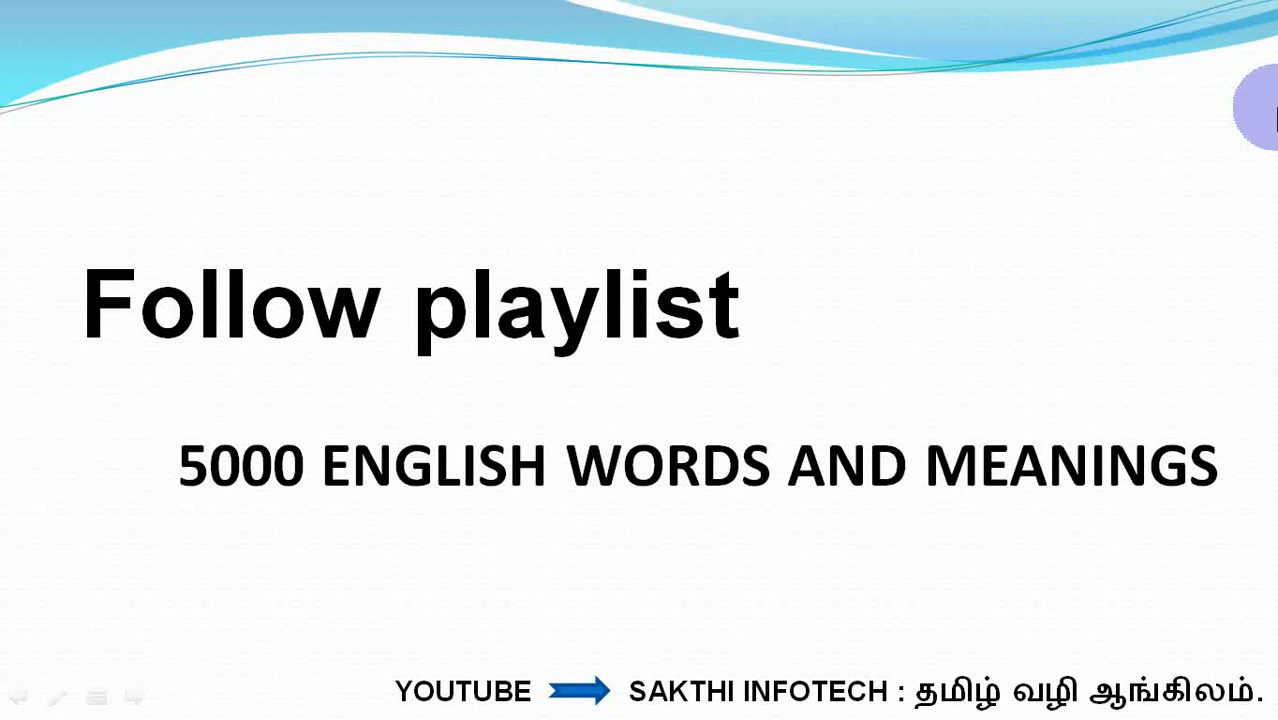 Follow playlist
5000 ENGLISH WORDS AND MEANINGS
YOUTUBE SAKTHI INFOTECH : தமிழ் வழி ஆங்கிலம்.